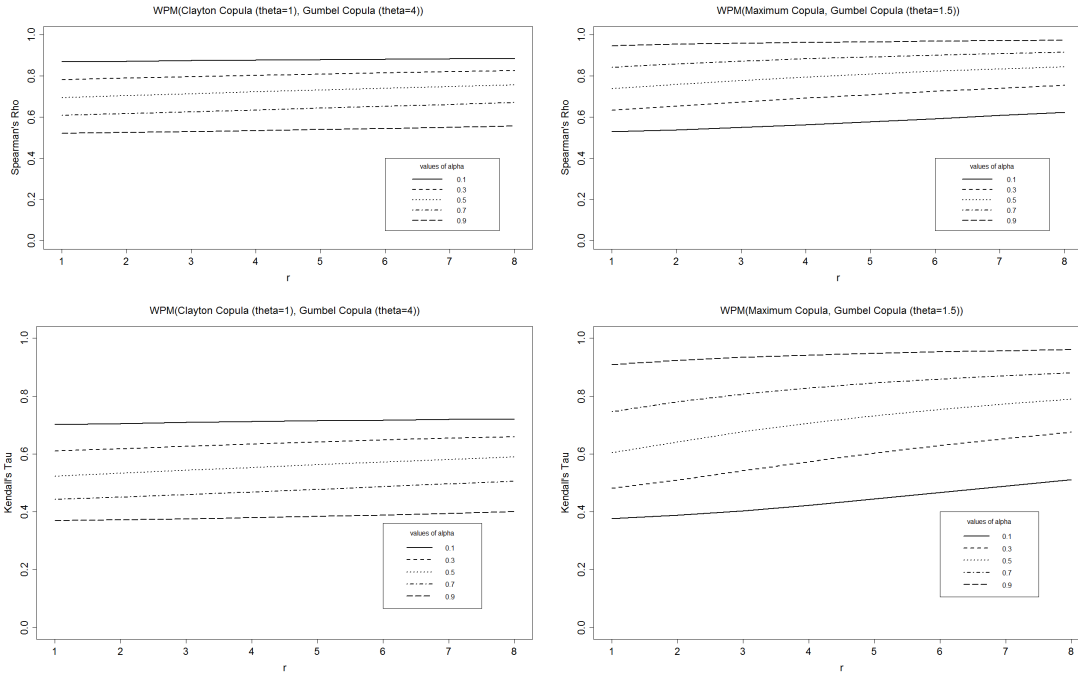 WPM(Clayton Copula (theta=1), Gumbel Copula (theta=4))
Spearman's Rho
1.0
0.8
0.6
0.4
0.2
0.0
values of alpha
0.1
0.3
0.5
0.7
0.9
1 2 3 4 5 6 7 8
r
WPM(Maximum Copula, Gumbel Copula (theta=1.5))
Spearman's Rho
1.0
0.8
0.6
0.4
0.2
0.0
values of alpha
0.1
0.3
0.5
0.7
0.9
1 2 3 4 5 6 7 8
r
WPM(Clayton Copula (theta=1), Gumbel Copula (theta=4))
Kendall's Tau
1.0
0.8
0.6
0.4
0.2
0.0
values of alpha
0.1
0.3
0.5
0.7
0.9
1 2 3 4 5 6 7 8
r
WPM(Maximum Copula, Gumbel Copula (theta=1.5))
Kendall's Tau
1.0
0.8
0.6
0.4
0.2
0.0
values of alpha
0.1
0.3
0.5
0.7
0.9
1 2 3 4 5 6 7 8
r